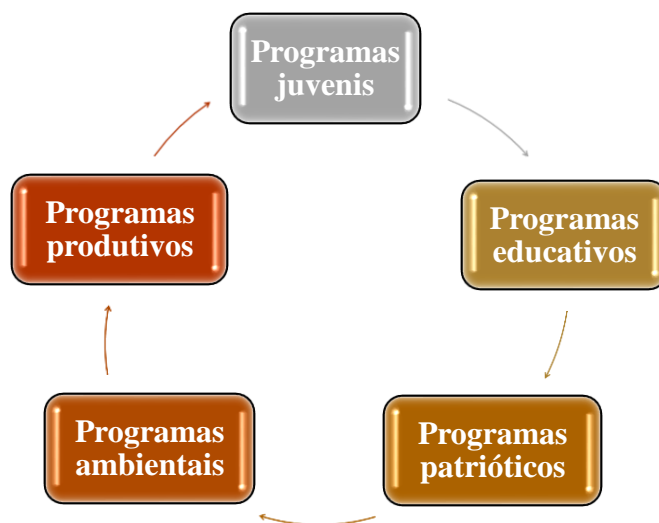 Programas
juvenis
Programas
educativos
Programas
patrióticos
Programas
ambientais
Programas
produtivos